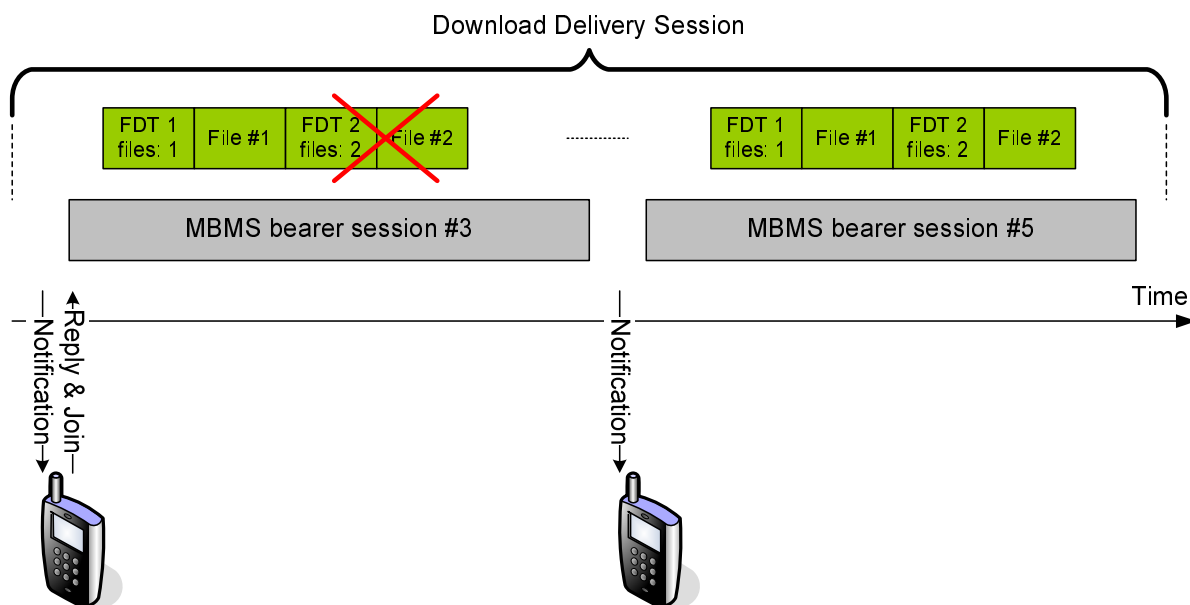 Download Delivery Session
FDT 1
files: 1
File #1
FDT 2
files: 2
File #2
FDT 1
files: 1
File #1
FDT 2
files: 2
File #2
MBMS bearer session #3
MBMS bearer session #5
Time
Notification
Reply & Join
Notification